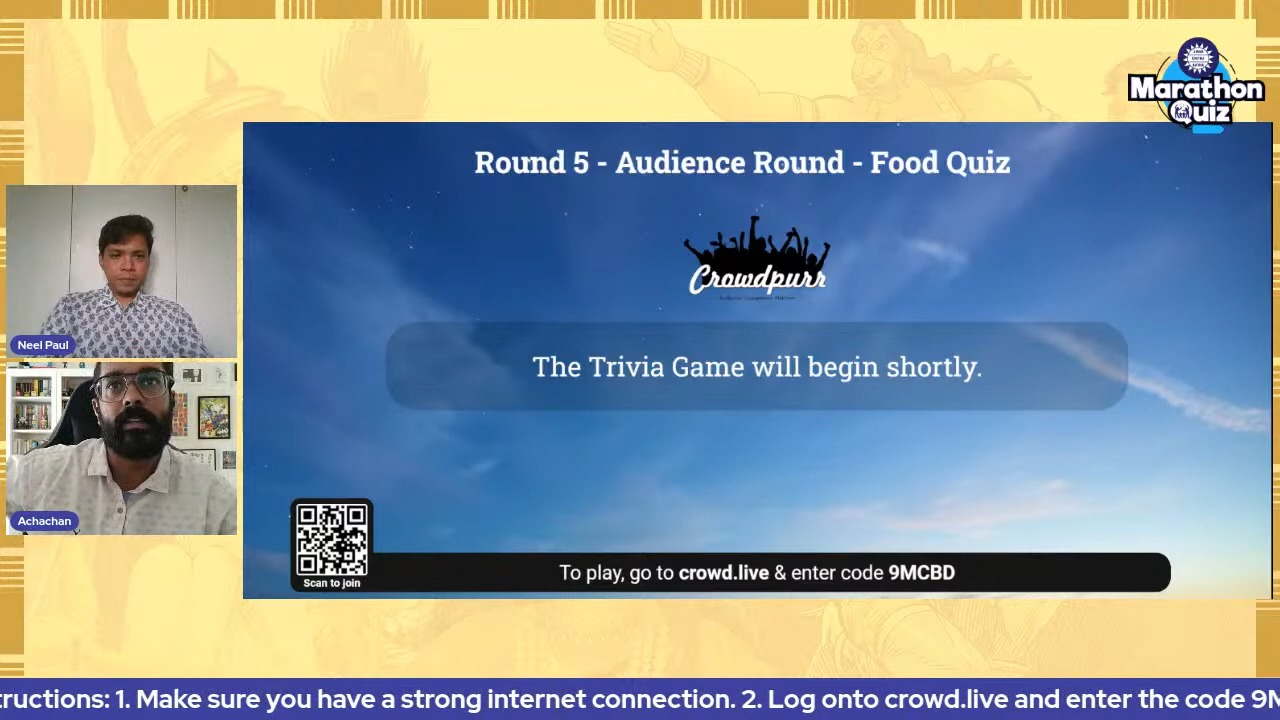 Marathon
Quiz
Round 5 - Audience Round - Food Quiz
Crowdpurr
The Trivia Game will begin shortly.
Neel Paul
Achachan
Scan to join
To play, go to crowd.live & enter code 9MCBD
tructions: 1. Make sure you have a strong internet connection. 2. Log onto crowd.live and enter the code 9M